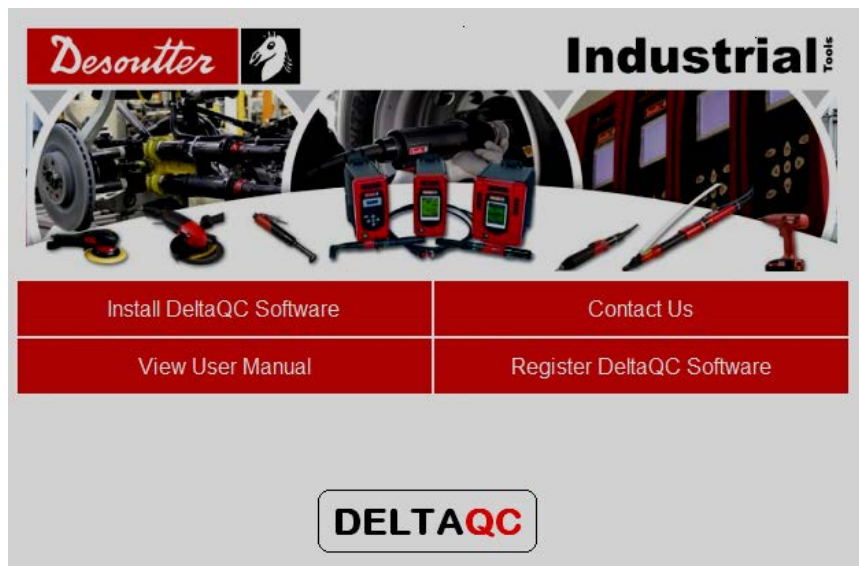 Desoutter
Industrial Tools
Install DeltaQC Software
Contact Us
View User Manual
Register DeltaQC Software
DELTAQC